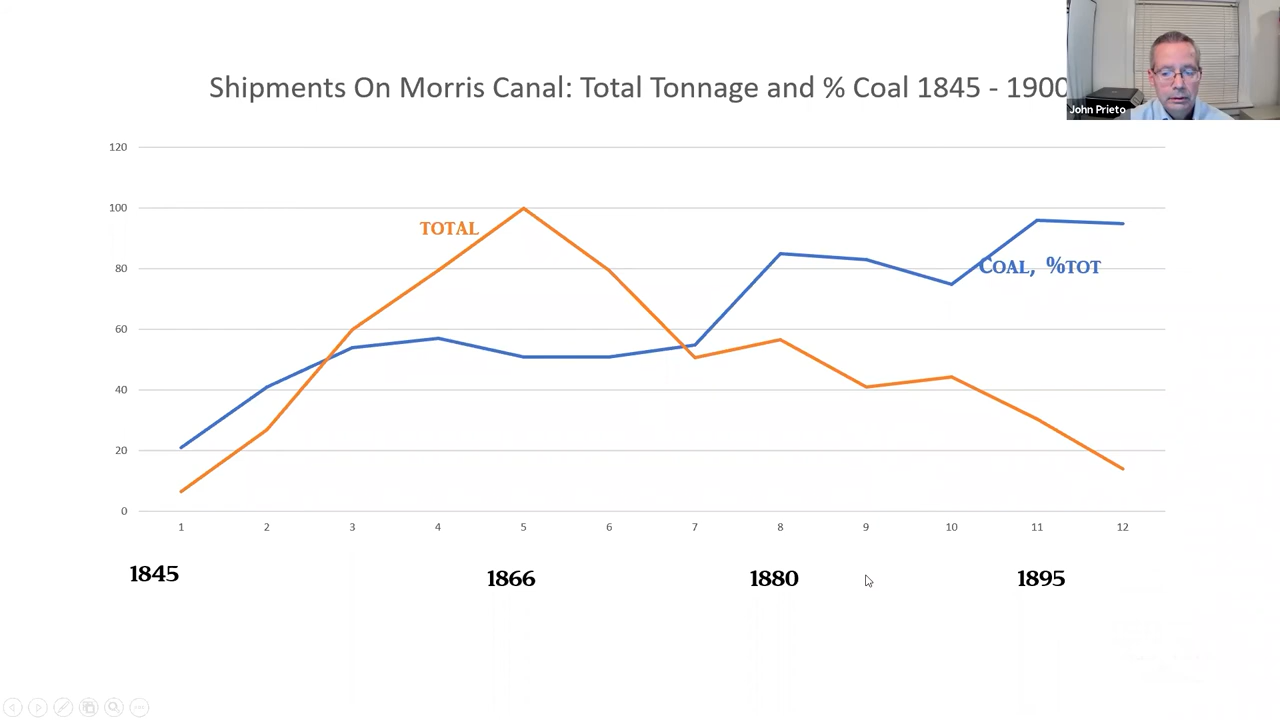 Shipments On Morris Canal: Total Tonnage and % Coal 1845 - 1900
John Prieto
120
100
80
60
40
20
0
TOTAL
COAL, %TOT
1 2 3 4 5 6 7 8 9 10 11 12
1845 1866 1880 1895